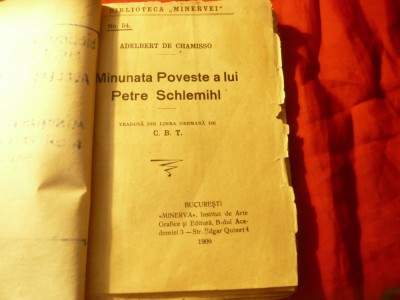 BIBLIOTECA „MINERVEI”
No. 54.
ADELBERT DE CHAMISSO
Minunata Poveste a lui
Petre Schlemihl
TRADUSĂ DIN LIMBA GERMANĂ DE
C. B. T.
BUCUREȘTI
«MINERVA», Institut de Arte
Grafice și Editură, B-dul Aca-
demiei 3 —Str. Edgar Quinet 4
1909